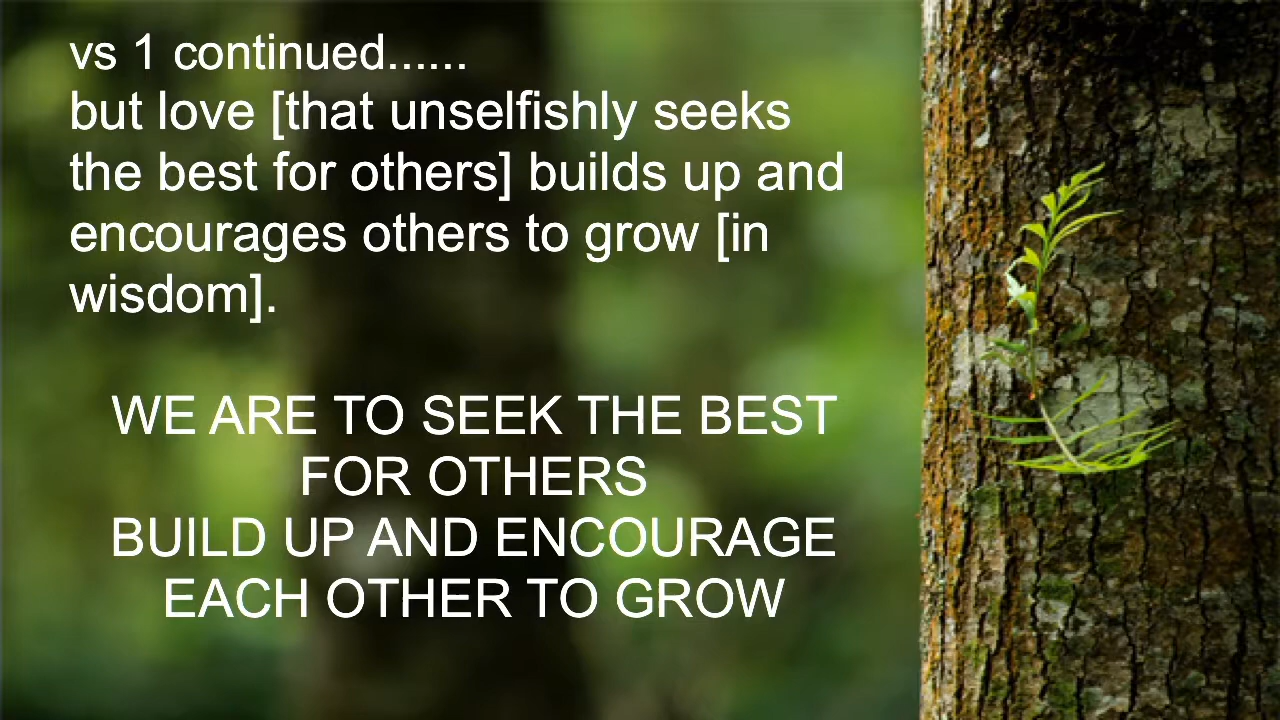 vs 1 continued......
but love [that unselfishly seeks
the best for others] builds up and
encourages others to grow [in
wisdom].
WE ARE TO SEEK THE BEST
FOR OTHERS
BUILD UP AND ENCOURAGE
EACH OTHER TO GROW